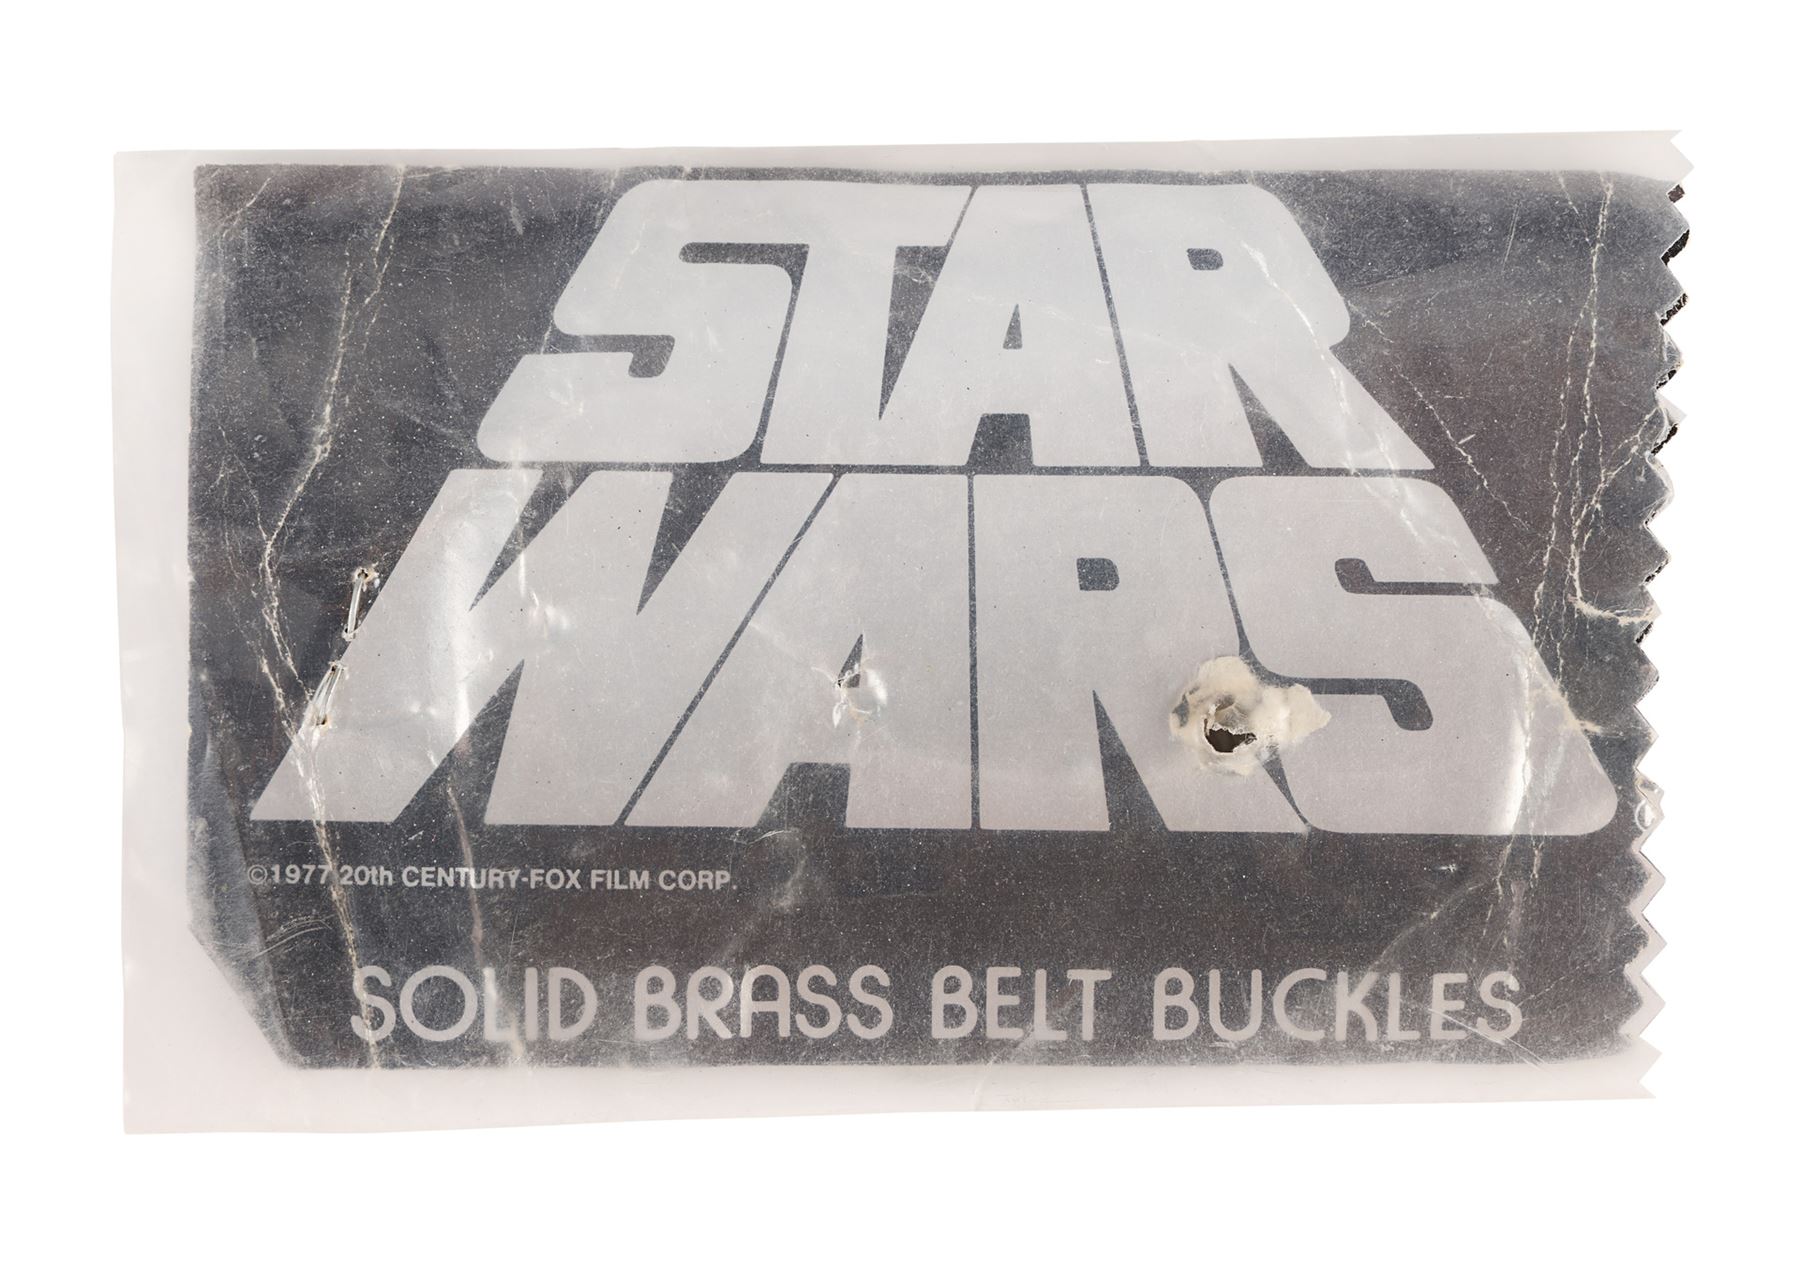 STAR
WARS
©1977 20th CENTURY-FOX FILM CORP.
SOLID BRASS BELT BUCKLES